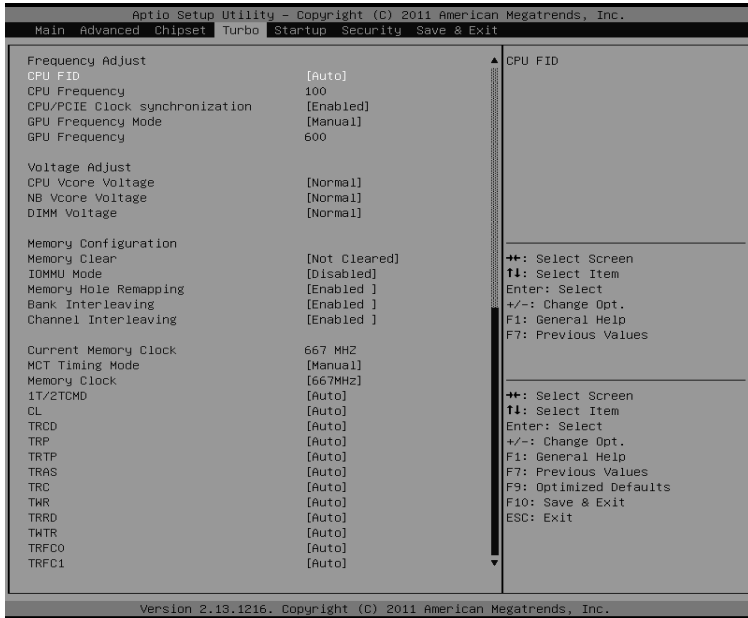 Aptio Setup Utility – Copyright (C) 2011 American Megatrends, Inc.
Main Advanced Chipset Turbo Startup Security Save & Exit
Frequency Adjust
CPU FID [Auto]
CPU Frequency 100
CPU/PCIE Clock synchronization [Enabled]
GPU Frequency Mode [Manual]
GPU Frequency 600
Voltage Adjust
CPU Vcore Voltage [Normal]
NB Vcore Voltage [Normal]
DIMM Voltage [Normal]
Memory Configuration
Memory Clear [Not Cleared]
IOMMU Mode [Disabled]
Memory Hole Remapping [Enabled ]
Bank Interleaving [Enabled ]
Channel Interleaving [Enabled ]
Current Memory Clock 667 MHZ
MCT Timing Mode [Manual]
Memory Clock [667MHz]
1T/2TCMD [Auto]
CL [Auto]
TRCD [Auto]
TRP [Auto]
TRTP [Auto]
TRAS [Auto]
TRC [Auto]
TWR [Auto]
TRRD [Auto]
TWTR [Auto]
TRFC0 [Auto]
TRFC1 [Auto]
CPU FID
→←: Select Screen
↑↓: Select Item
Enter: Select
+/-: Change Opt.
F1: General Help
F7: Previous Values
→←: Select Screen
↑↓: Select Item
Enter: Select
+/-: Change Opt.
F1: General Help
F7: Previous Values
F9: Optimized Defaults
F10: Save & Exit
ESC: Exit
Version 2.13.1216. Copyright (C) 2011 American Megatrends, Inc.